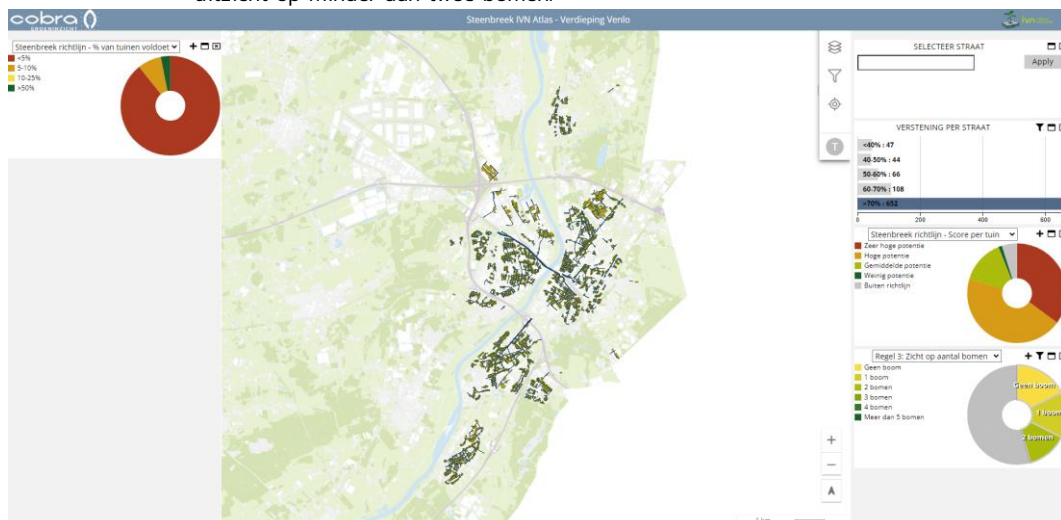 uitzicht op minder dan twee bomen.
cobra
GROENINZICHT
Steenbreek IVN Atlas - Verdieping Venlo
ivn
Steenbreek richtlijn - % van tuinen voldoet
<5%
5-10%
10-25%
>50%
T
SELECTEER STRAAT
Apply
VERSTENING PER STRAAT
<40% : 47
40-50% : 44
50-60% : 66
60-70% : 108
>70% : 652
0 200 400 600
Steenbreek richtlijn - Score per tuin
Zeer hoge potentie
Hoge potentie
Gemiddelde potentie
Weinig potentie
Buiten richtlijn
Regel 3: Zicht op aantal bomen
Geen boom
1 boom
2 bomen
3 bomen
4 bomen
Meer dan 5 bomen
Geen boom
1 boom
2 bomen